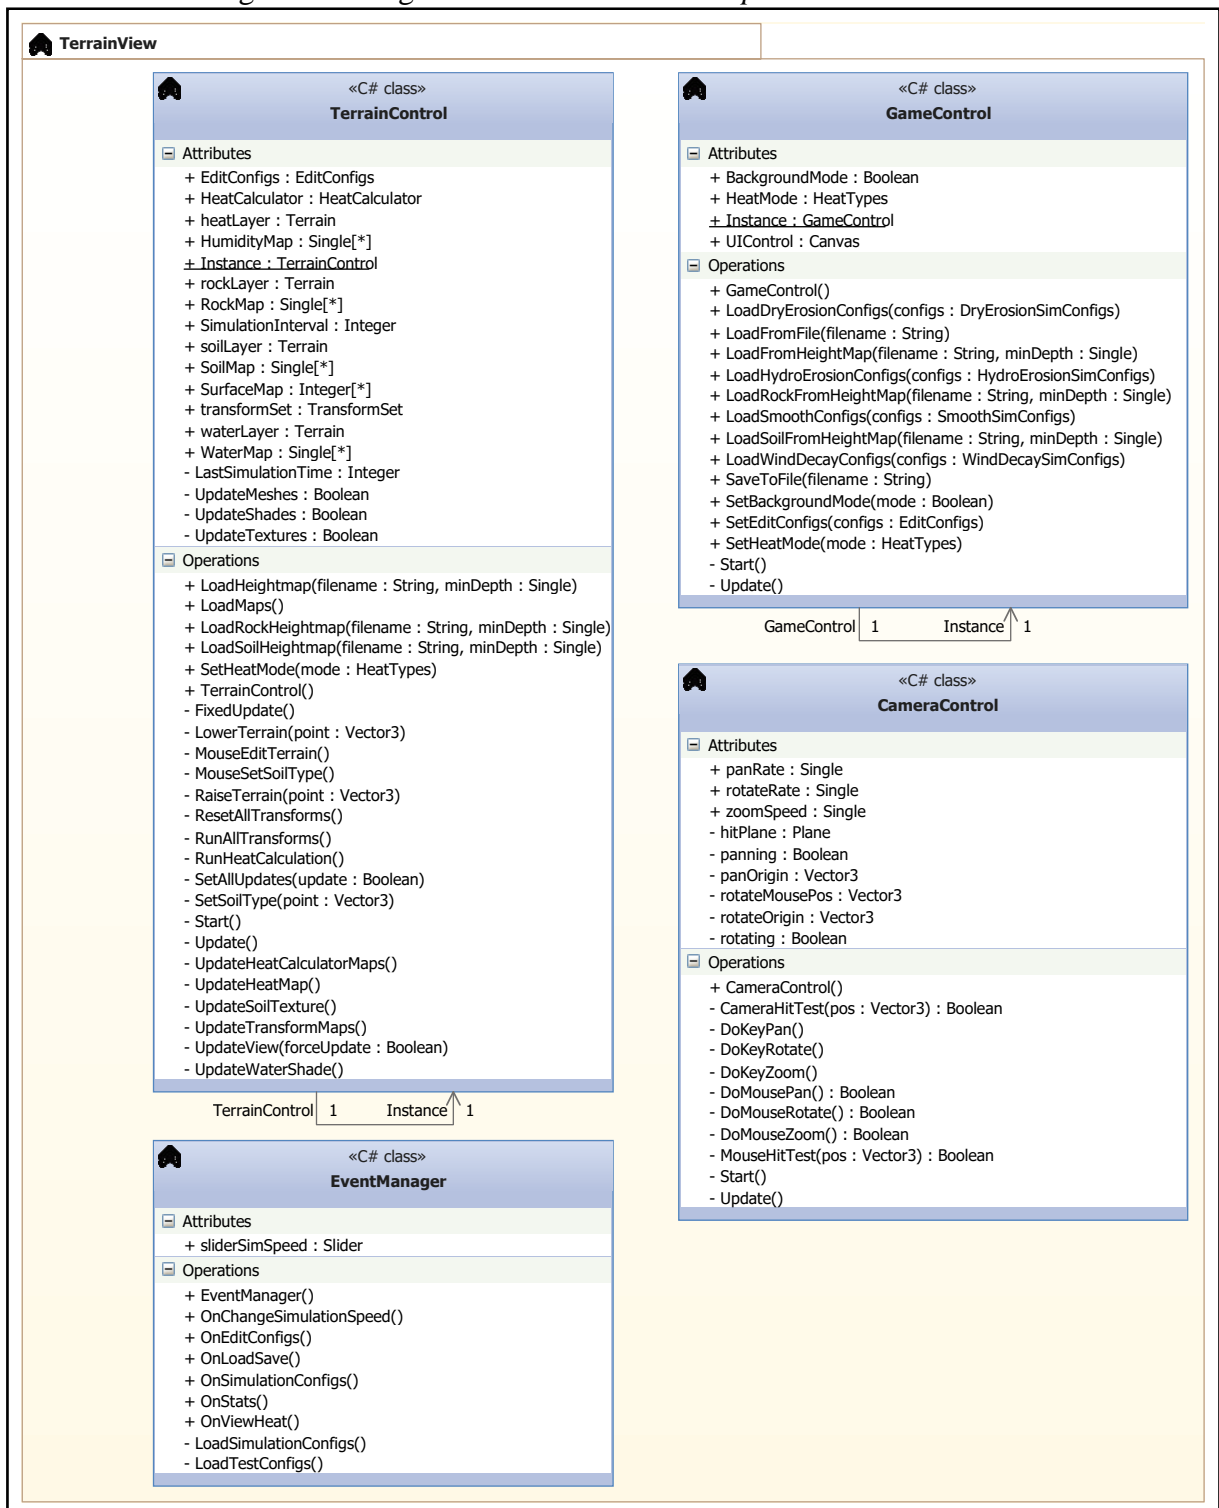 TerrainView
«C# class»
TerrainControl
Attributes
+ EditConfigs : EditConfigs
+ HeatCalculator : HeatCalculator
+ heatLayer : Terrain
+ HumidityMap : Single[*]
+ Instance : TerrainControl
+ rockLayer : Terrain
+ RockMap : Single[*]
+ SimulationInterval : Integer
+ soilLayer : Terrain
+ SoilMap : Single[*]
+ SurfaceMap : Integer[*]
+ transformSet : TransformSet
+ waterLayer : Terrain
+ WaterMap : Single[*]
- LastSimulationTime : Integer
- UpdateMeshes : Boolean
- UpdateShades : Boolean
- UpdateTextures : Boolean
Operations
+ LoadHeightmap(filename : String, minDepth : Single)
+ LoadMaps()
+ LoadRockHeightmap(filename : String, minDepth : Single)
+ LoadSoilHeightmap(filename : String, minDepth : Single)
+ SetHeatMode(mode : HeatTypes)
+ TerrainControl()
- FixedUpdate()
- LowerTerrain(point : Vector3)
- MouseEditTerrain()
- MouseSetSoilType()
- RaiseTerrain(point : Vector3)
- ResetAllTransforms()
- RunAllTransforms()
- RunHeatCalculation()
- SetAllUpdates(update : Boolean)
- SetSoilType(point : Vector3)
- Start()
- Update()
- UpdateHeatCalculatorMaps()
- UpdateHeatMap()
- UpdateSoilTexture()
- UpdateTransformMaps()
- UpdateView(forceUpdate : Boolean)
- UpdateWaterShade()
TerrainControl 1 Instance 1
«C# class»
EventManager
Attributes
+ sliderSimSpeed : Slider
Operations
+ EventManager()
+ OnChangeSimulationSpeed()
+ OnEditConfigs()
+ OnLoadSave()
+ OnSimulationConfigs()
+ OnStats()
+ OnViewHeat()
- LoadSimulationConfigs()
- LoadTestConfigs()
«C# class»
GameControl
Attributes
+ BackgroundMode : Boolean
+ HeatMode : HeatTypes
+ Instance : GameControl
+ UIControl : Canvas
Operations
+ GameControl()
+ LoadDryErosionConfigs(configs : DryErosionSimConfigs)
+ LoadFromFile(filename : String)
+ LoadFromHeightMap(filename : String, minDepth : Single)
+ LoadHydroErosionConfigs(configs : HydroErosionSimConfigs)
+ LoadRockFromHeightMap(filename : String, minDepth : Single)
+ LoadSmoothConfigs(configs : SmoothSimConfigs)
+ LoadSoilFromHeightMap(filename : String, minDepth : Single)
+ LoadWindDecayConfigs(configs : WindDecaySimConfigs)
+ SaveToFile(filename : String)
+ SetBackgroundMode(mode : Boolean)
+ SetEditConfigs(configs : EditConfigs)
+ SetHeatMode(mode : HeatTypes)
- Start()
- Update()
GameControl 1 Instance 1
«C# class»
CameraControl
Attributes
+ panRate : Single
+ rotateRate : Single
+ zoomSpeed : Single
- hitPlane : Plane
- panning : Boolean
- panOrigin : Vector3
- rotateMousePos : Vector3
- rotateOrigin : Vector3
- rotating : Boolean
Operations
+ CameraControl()
- CameraHitTest(pos : Vector3) : Boolean
- DoKeyPan()
- DoKeyRotate()
- DoKeyZoom()
- DoMousePan() : Boolean
- DoMouseRotate() : Boolean
- DoMouseZoom() : Boolean
- MouseHitTest(pos : Vector3) : Boolean
- Start()
- Update()